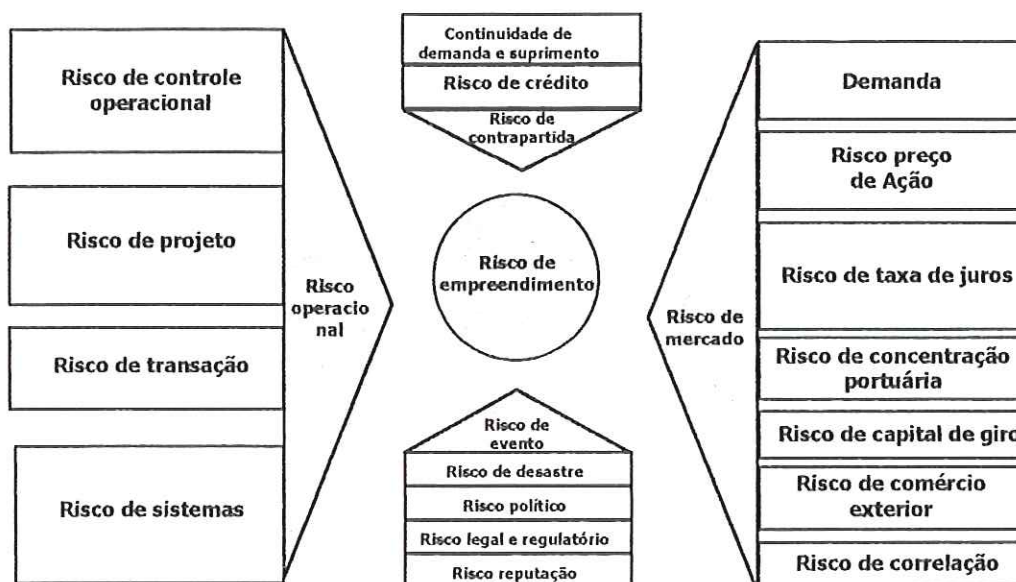 Risco de controle
operacional
Risco de projeto
Risco de transação
Risco de sistemas
Risco
operacio
nal
Continuidade de
demanda e suprimento
Risco de crédito
Risco de
contrapartida
Risco de
empreendimento
Risco de
evento
Risco de desastre
Risco político
Risco legal e regulatório
Risco reputação
Risco de
mercado
Demanda
Risco preço
de Ação
Risco de taxa de juros
Risco de concentração
portuária
Risco de capital de giro
Risco de comércio
exterior
Risco de correlação